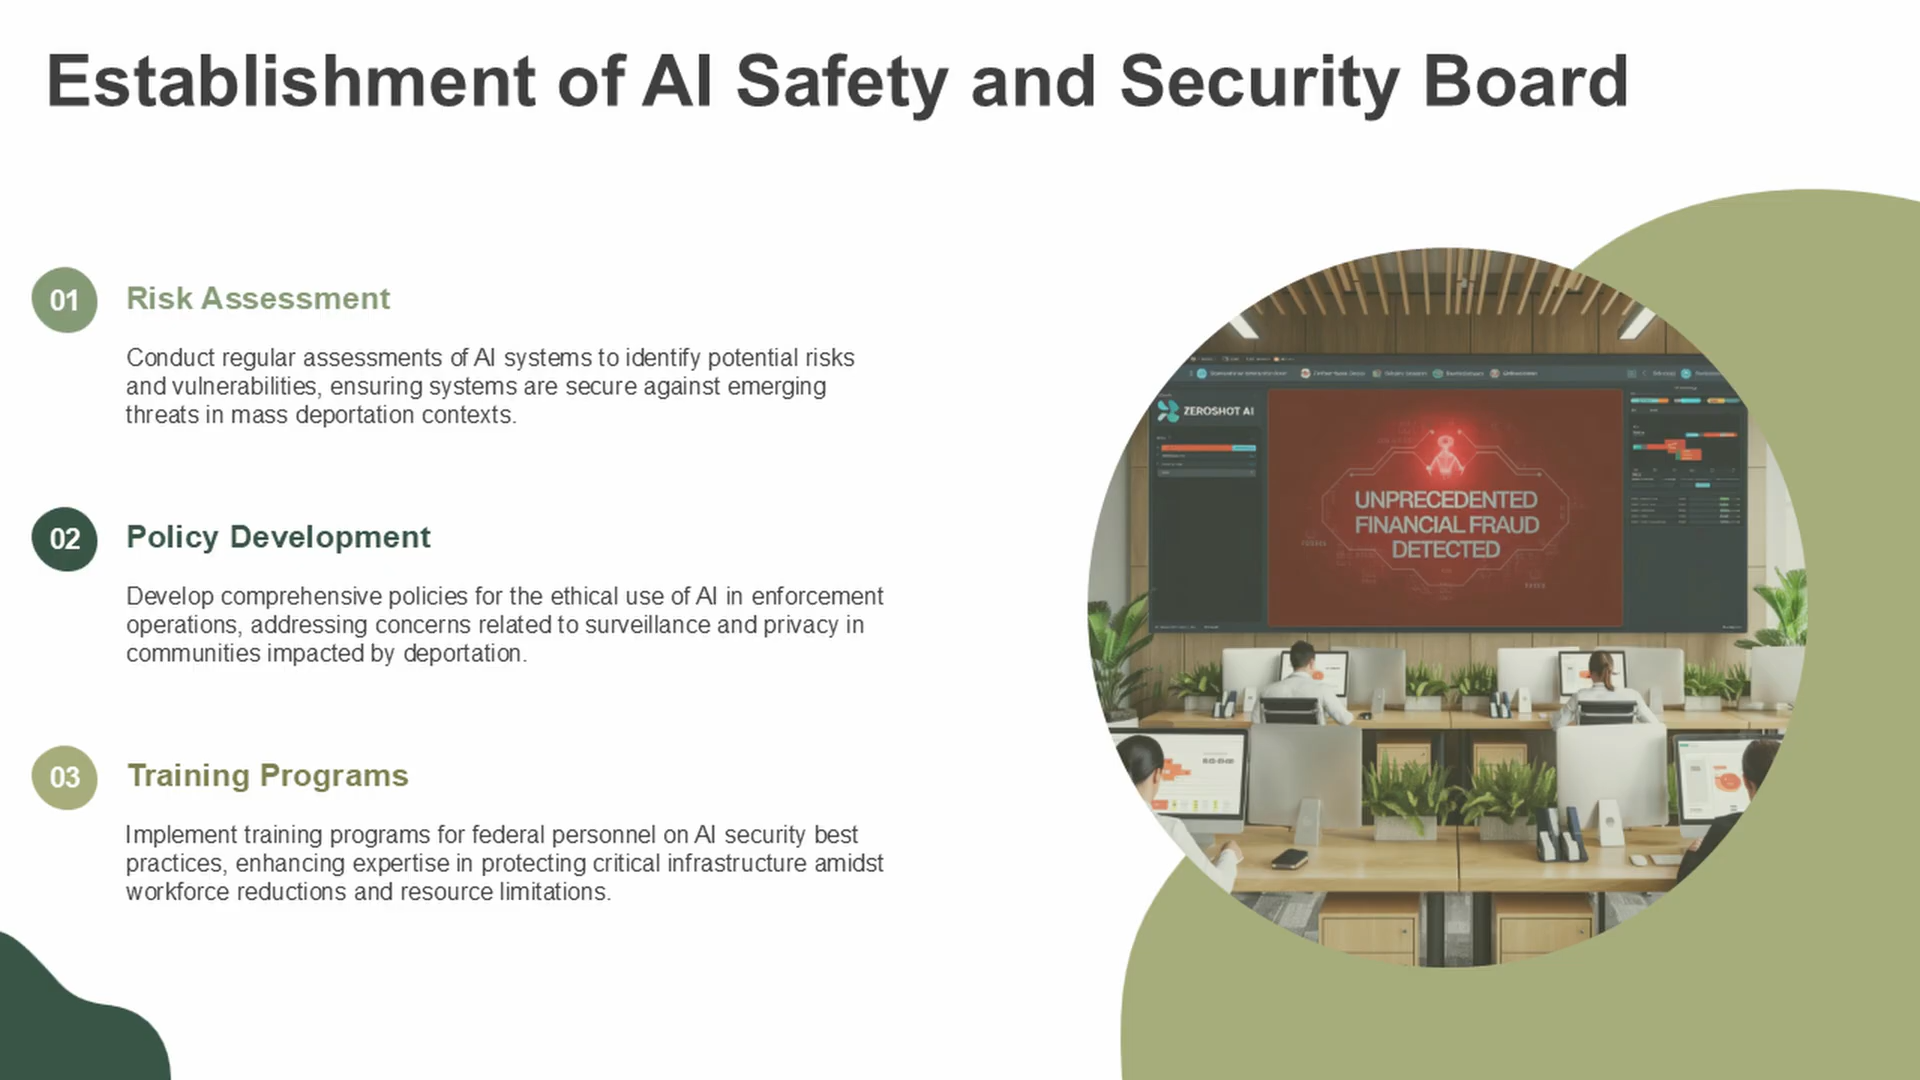 Establishment of AI Safety and Security Board
01
Risk Assessment
Conduct regular assessments of AI systems to identify potential risks
and vulnerabilities, ensuring systems are secure against emerging
threats in mass deportation contexts.
02
Policy Development
Develop comprehensive policies for the ethical use of AI in enforcement
operations, addressing concerns related to surveillance and privacy in
communities impacted by deportation.
03
Training Programs
Implement training programs for federal personnel on AI security best
practices, enhancing expertise in protecting critical infrastructure amidst
workforce reductions and resource limitations.
ZEROSHOT AI
UNPRECEDENTED
FINANCIAL FRAUD
DETECTED